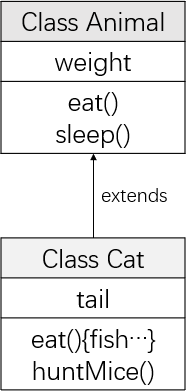 Class Animal
weight
eat()
sleep()
extends
Class Cat
tail
eat(){fish···}
huntMice()